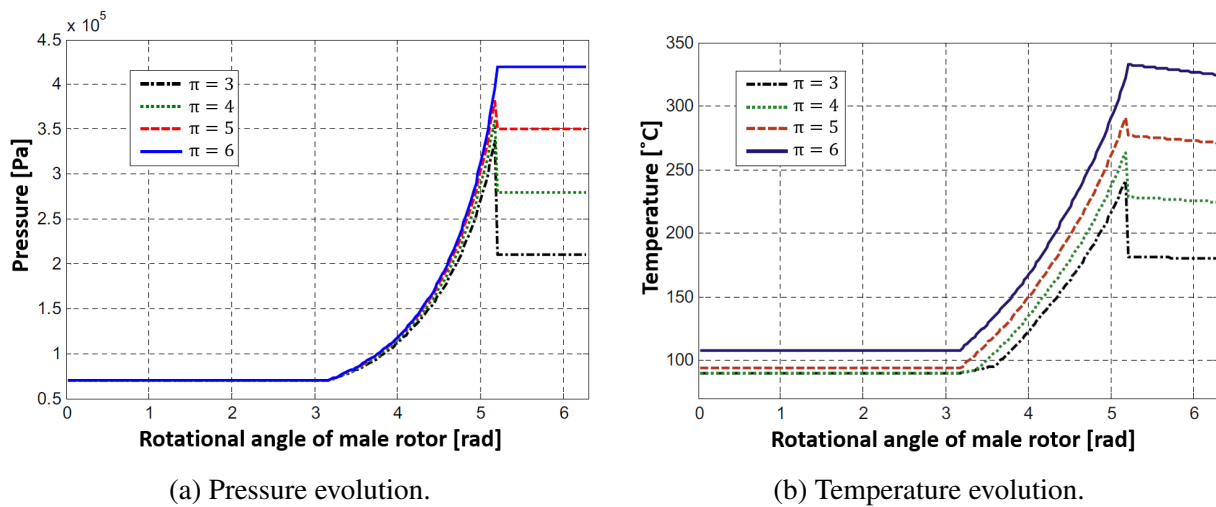 x 10⁵
4.5
4
3.5
3
2.5
2
1.5
1
0.5
0 1 2 3 4 5 6
Pressure [Pa]
Rotational angle of male rotor [rad]
π = 3
π = 4
π = 5
π = 6
(a) Pressure evolution.
350
300
250
200
150
100
0 1 2 3 4 5 6
Temperature [°C]
Rotational angle of male rotor [rad]
π = 3
π = 4
π = 5
π = 6
(b) Temperature evolution.